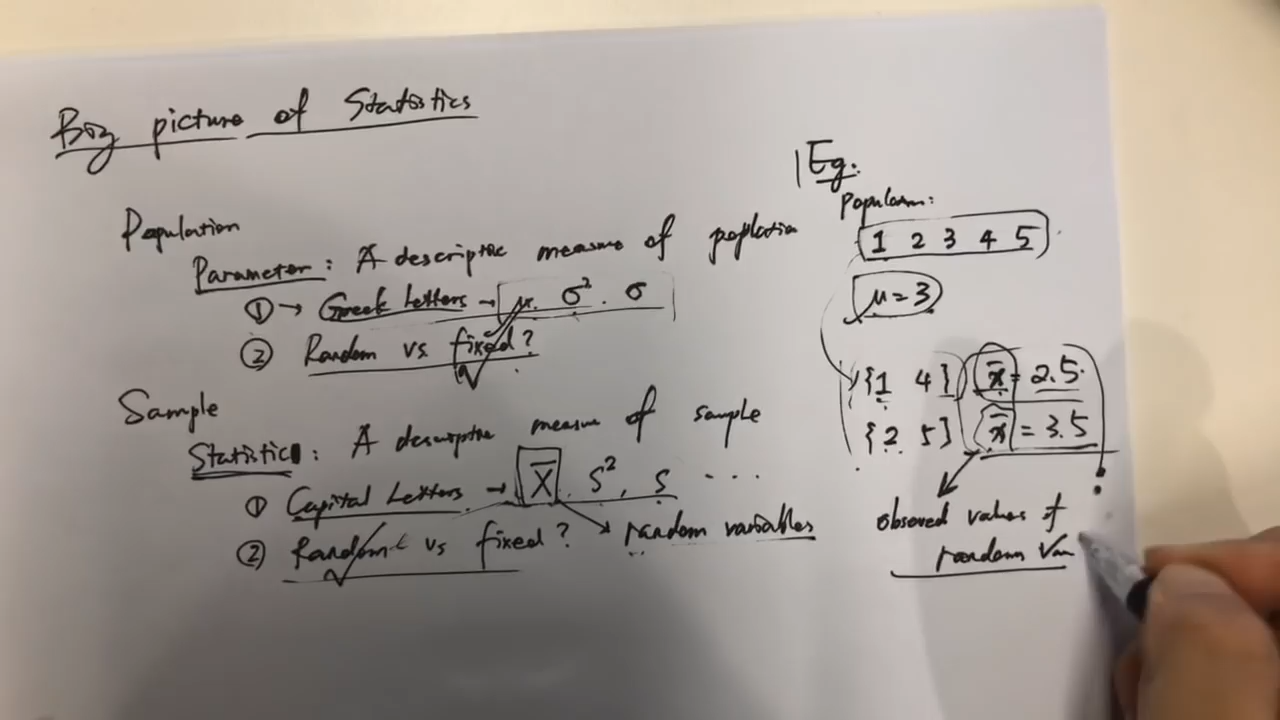 Big picture of Statistics
Population
Parameter: A descriptive measure of poplation
① → Greek Letters → μ. σ². σ
② Random vs fixed?
Sample
Statistic: A descriptive measure of sample
① Capital Letters → X̄. S², S ...
② Random vs fixed? random variables
Eg.
Population:
1 2 3 4 5
μ = 3
{1 4} x̄ = 2.5
{2 5} x̄ = 3.5
observed values of
random van